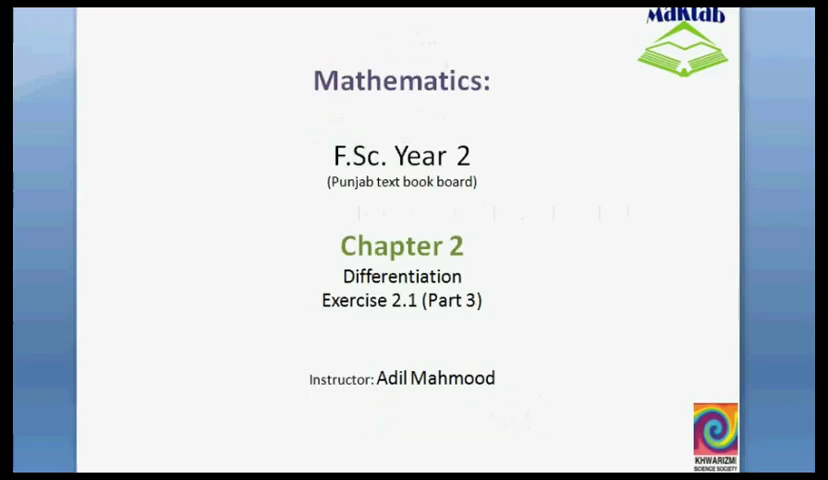 Maktab
Mathematics:
F.Sc. Year 2
(Punjab text book board)
Chapter 2
Differentiation
Exercise 2.1 (Part 3)
Instructor: Adil Mahmood
KHWARIZMI
SCIENCE SOCIETY